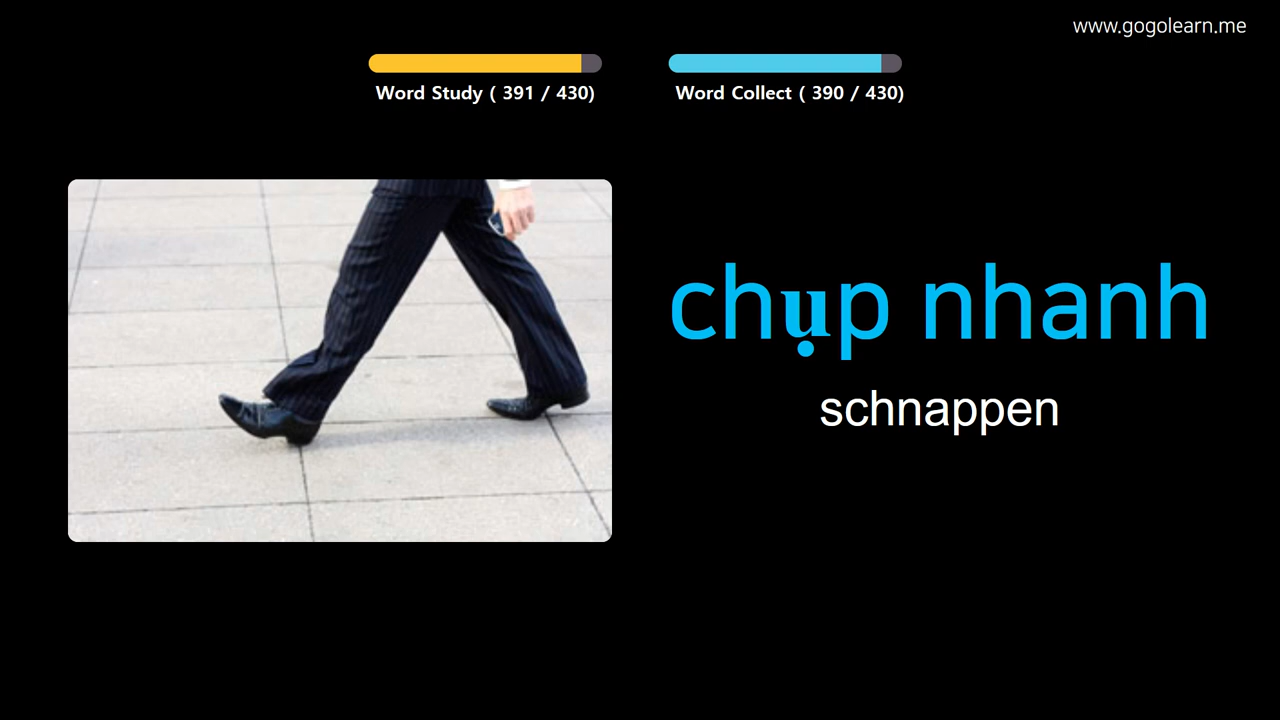 www.gogolearn.me
Word Study ( 391 / 430)
Word Collect ( 390 / 430)
chụp nhanh
schnappen